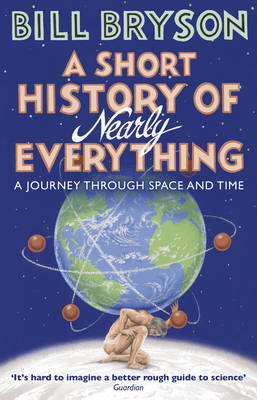 BILL BRYSON
A SHORT
HISTORY OF
Nearly
EVERYTHING
A JOURNEY THROUGH SPACE AND TIME
‘It’s hard to imagine a better rough guide to science’
Guardian